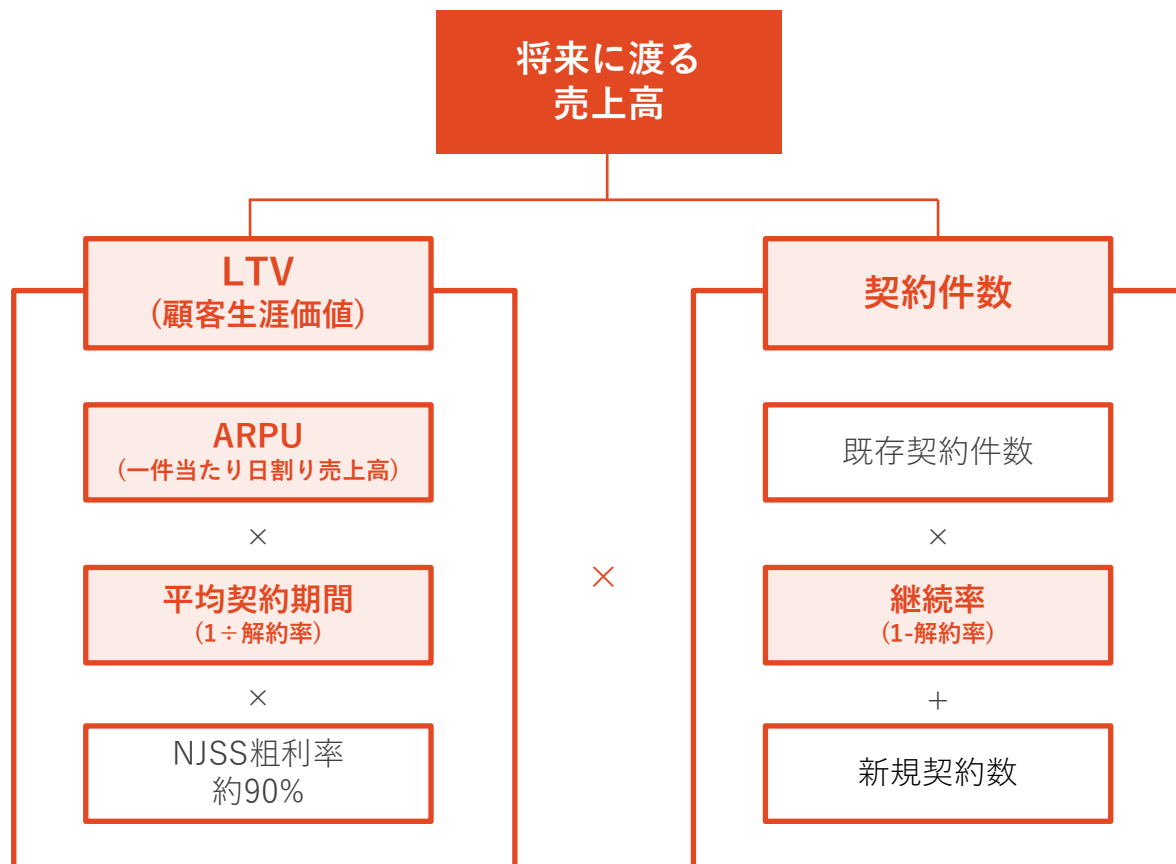 将来に渡る
売上高
LTV
(顧客生涯価値)
ARPU
(一件当たり日割り売上高)
×
平均契約期間
(1÷解約率)
×
NJSS粗利率
約90%
×
契約件数
既存契約件数
×
継続率
(1-解約率)
+
新規契約数